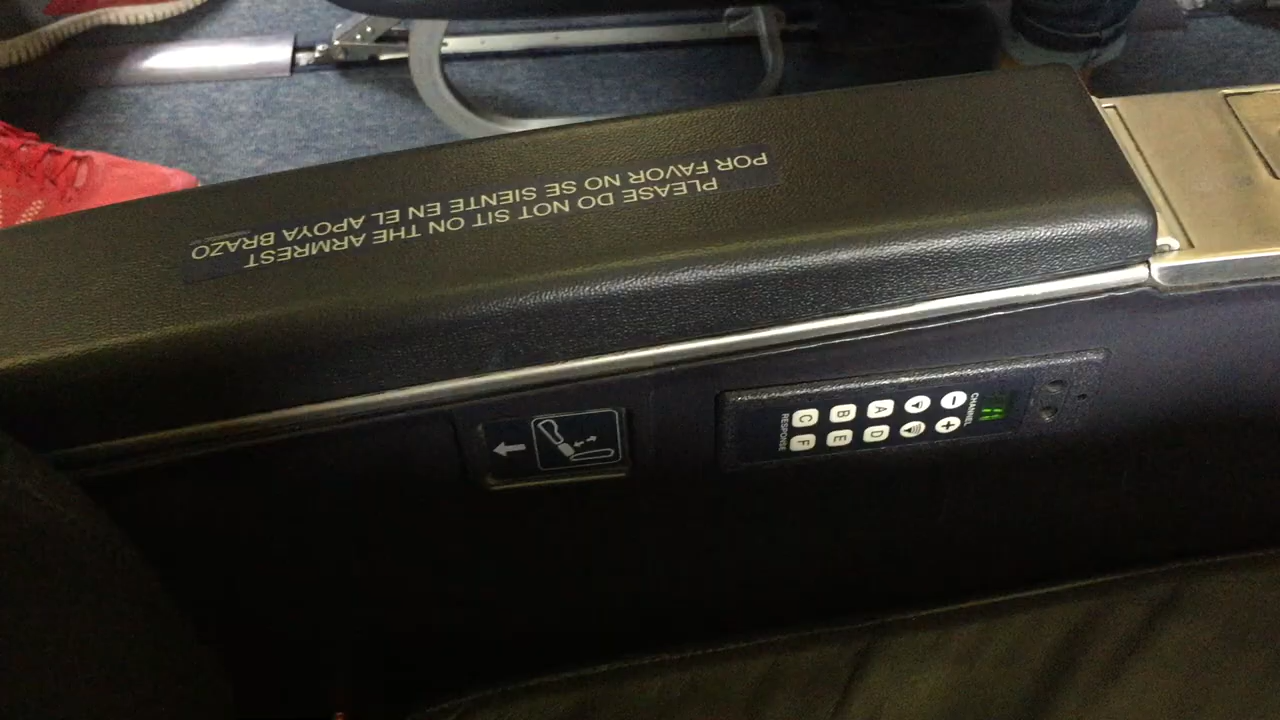 PLEASE DO NOT SIT ON THE ARMREST
POR FAVOR NO SE SIENTE EN EL APOYA BRAZO
CHANNEL
- +
A D
B E
C F
RESPONSE